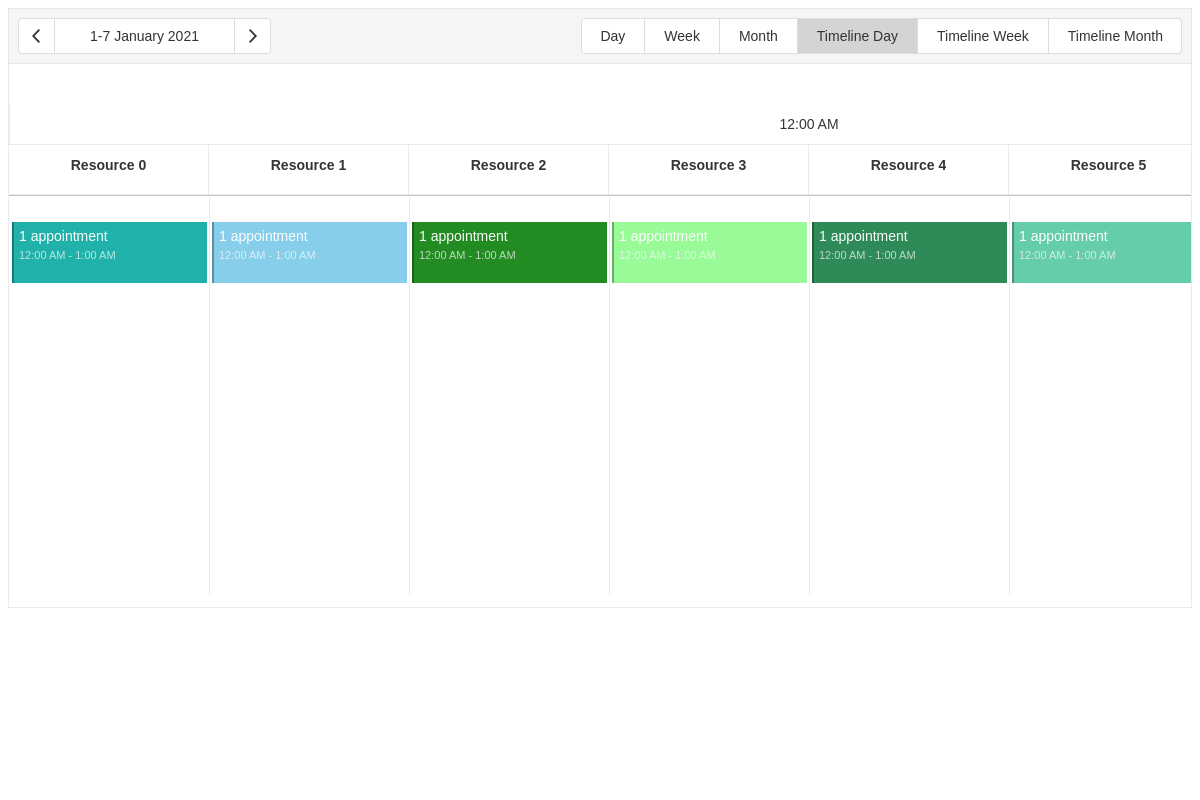 1-7 January 2021 Day Week Month Timeline Day Timeline Week Timeline Month
12:00 AM
Resource 0 Resource 1 Resource 2 Resource 3 Resource 4 Resource 5
1 appointment 1 appointment 1 appointment 1 appointment 1 appointment 1 appointment
12:00 AM - 1:00 AM 12:00 AM - 1:00 AM 12:00 AM - 1:00 AM 12:00 AM - 1:00 AM 12:00 AM - 1:00 AM 12:00 AM - 1:00 AM